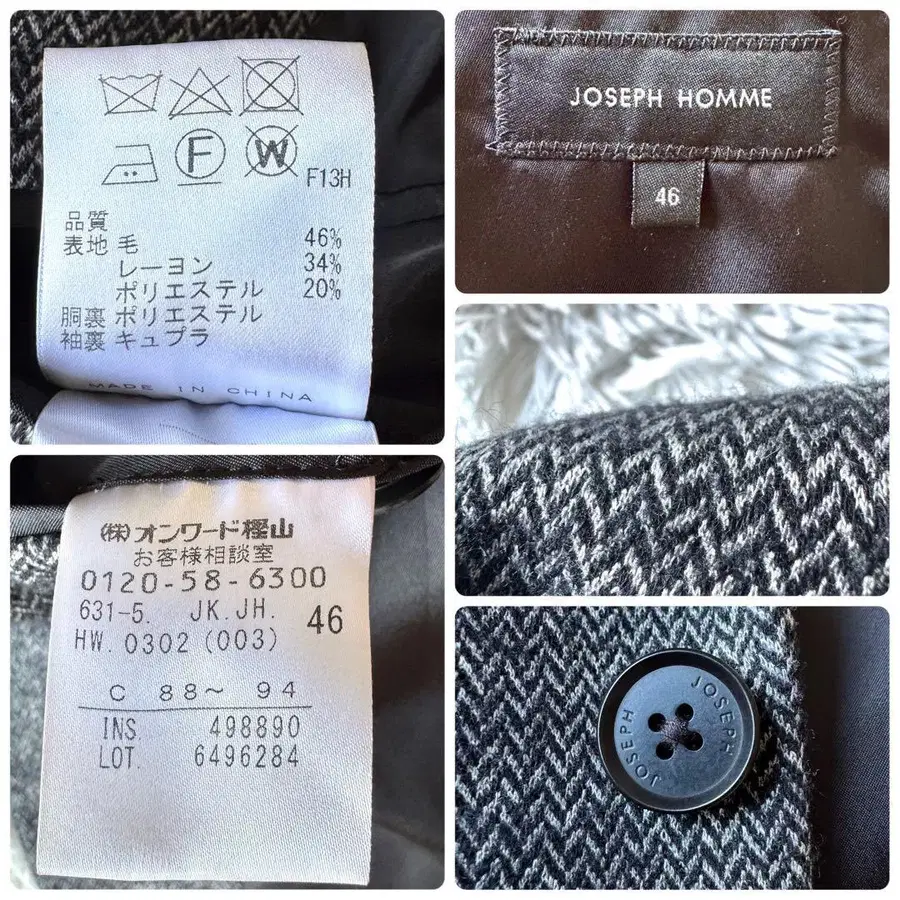 F
W
F13H
品質
表地 毛 46%
レーヨン 34%
ポリエステル 20%
胴裏 ポリエステル
袖裏 キュプラ
MADE IN CHINA
JOSEPH HOMME
46
(株)オンワード樫山
お客様相談室
0120-58-6300
631-5. JK.JH. 46
HW. 0302 (003)
C 88~ 94
INS. 498890
LOT. 6496284
JOSEPH
JOSEPH